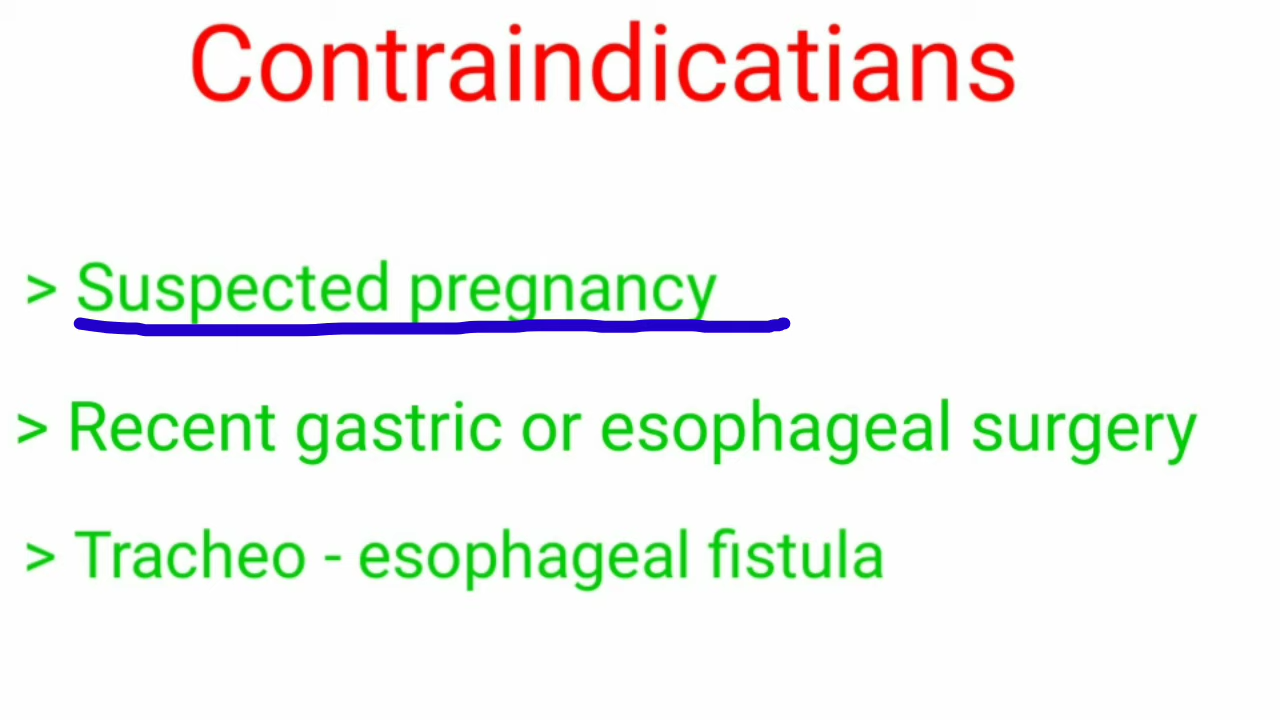 Contraindicatians
> Suspected pregnancy
> Recent gastric or esophageal surgery
> Tracheo - esophageal fistula